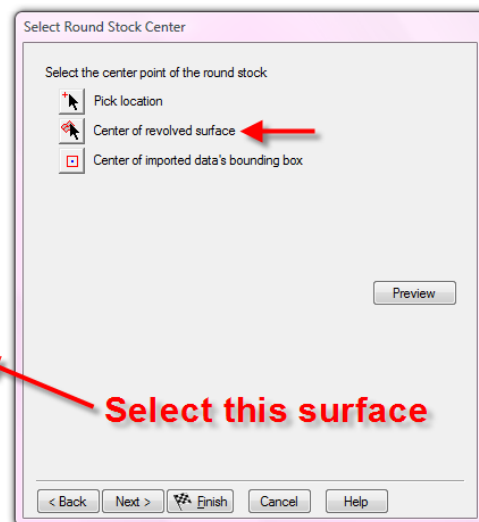 Select Round Stock Center
Select the center point of the round stock
Pick location
Center of revolved surface
Center of imported data's bounding box
Preview
Select this surface
< Back Next > Finish Cancel Help